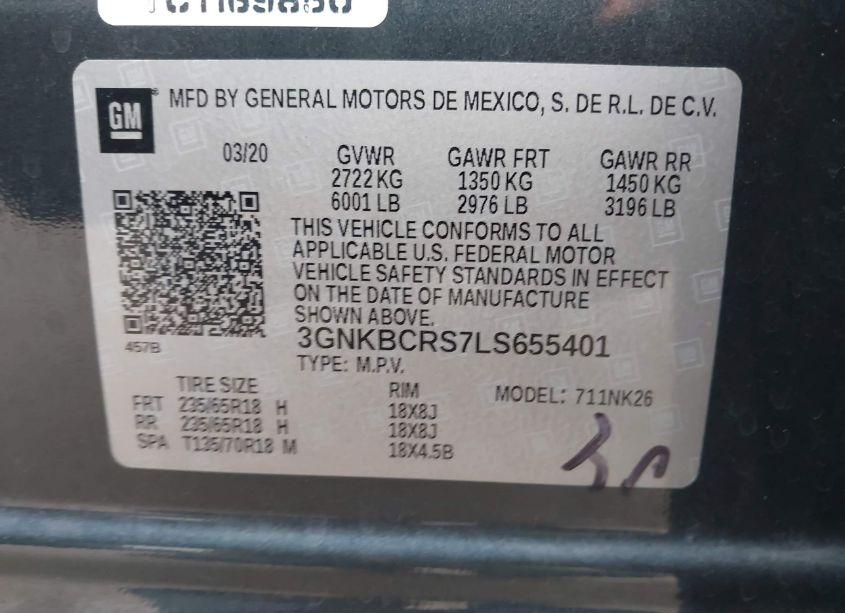 GM
MFD BY GENERAL MOTORS DE MEXICO, S. DE R.L. DE C.V.
03/20 GVWR GAWR FRT GAWR RR
2722 KG 1350 KG 1450 KG
6001 LB 2976 LB 3196 LB
THIS VEHICLE CONFORMS TO ALL
APPLICABLE U.S. FEDERAL MOTOR
VEHICLE SAFETY STANDARDS IN EFFECT
ON THE DATE OF MANUFACTURE
SHOWN ABOVE.
457B
3GNKBCRS7LS655401
TYPE: M.P.V.
TIRE SIZE RIM MODEL: 711NK26
FRT 235/65R18 H 18X8J
RR 235/65R18 H 18X8J
SPA T135/70R18 M 18X4.5B